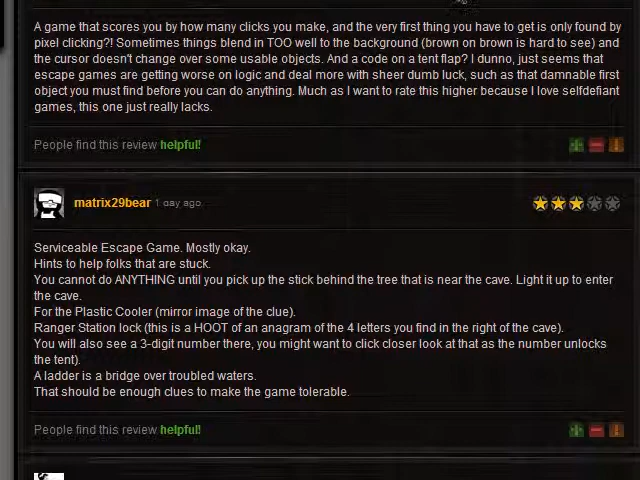 A game that scores you by how many clicks you make, and the very first thing you have to get is only found by
pixel clicking?! Sometimes things blend in TOO well to the background (brown on brown is hard to see) and
the cursor doesn't change over some usable objects. And a code on a tent flap? I dunno, just seems that
escape games are getting worse on logic and deal more with sheer dumb luck, such as that damnable first
object you must find before you can do anything. Much as I want to rate this higher because I love selfdefiant
games, this one just really lacks.
People find this review helpful!
matrix29bear 1 day ago
Serviceable Escape Game. Mostly okay.
Hints to help folks that are stuck.
You cannot do ANYTHING until you pick up the stick behind the tree that is near the cave. Light it up to enter
the cave.
For the Plastic Cooler (mirror image of the clue).
Ranger Station lock (this is a HOOT of an anagram of the 4 letters you find in the right of the cave).
You will also see a 3-digit number there, you might want to click closer look at that as the number unlocks
the tent).
A ladder is a bridge over troubled waters.
That should be enough clues to make the game tolerable.
People find this review helpful!